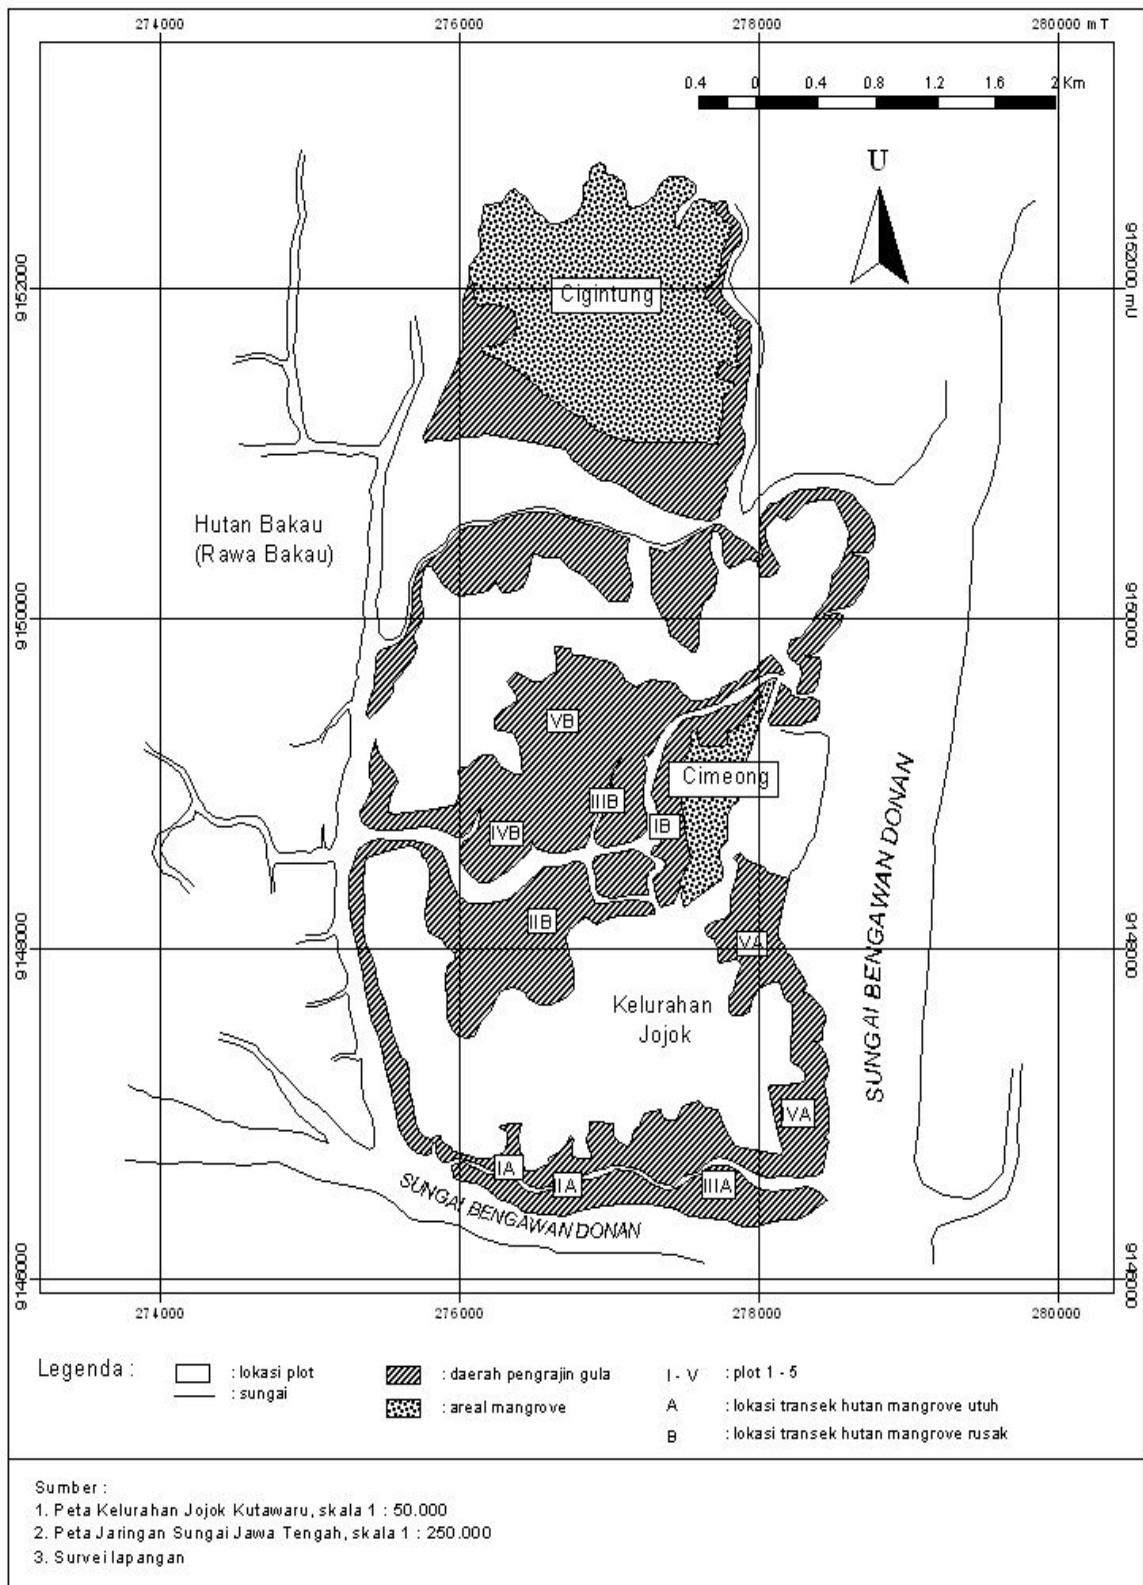 274000 276000 278000 280000 mT
0.4 0 0.4 0.8 1.2 1.6 2 Km
U
9152000
9152000 mU
Cigintung
Hutan Bakau
(Rawa Bakau)
9150000
9150000
VB
Cimeong
IIIB
IB
IVB
IIB
SUNGAI BENGAWAN DONAN
9148000
9148000
VA
Kelurahan
Jojok
VA
IA
IIA
IIIA
SUNGAI BENGAWAN DONAN
9146000
9146000
274000 276000 278000 280000
Legenda :
: lokasi plot
: sungai
: daerah pengrajin gula
: areal mangrove
I - V : plot 1 - 5
A : lokasi transek hutan mangrove utuh
B : lokasi transek hutan mangrove rusak
Sumber :
1. Peta Kelurahan Jojok Kutawaru, skala 1 : 50.000
2. Peta Jaringan Sungai Jawa Tengah, skala 1 : 250.000
3. Survei lapangan